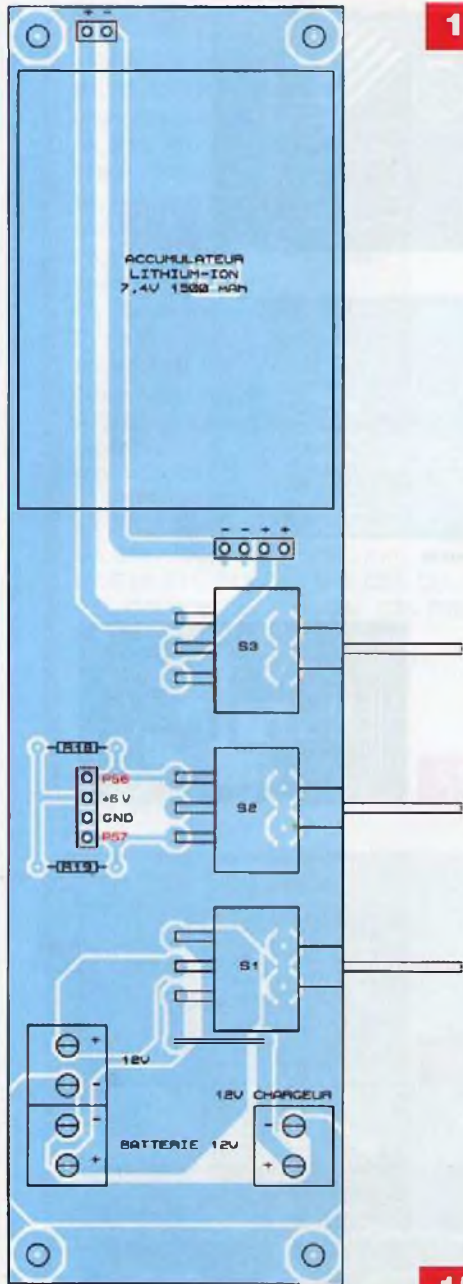 1
+ -
ACCUMULATEUR
LITHIUM-ION
7,4V 1500 MAH
- - + +
S3
R18
PS6
+5 V
GND
PS7
S2
R19
S1
+
12V
-
12V CHARGEUR
-
-
BATTERIE 12V
+
+
1